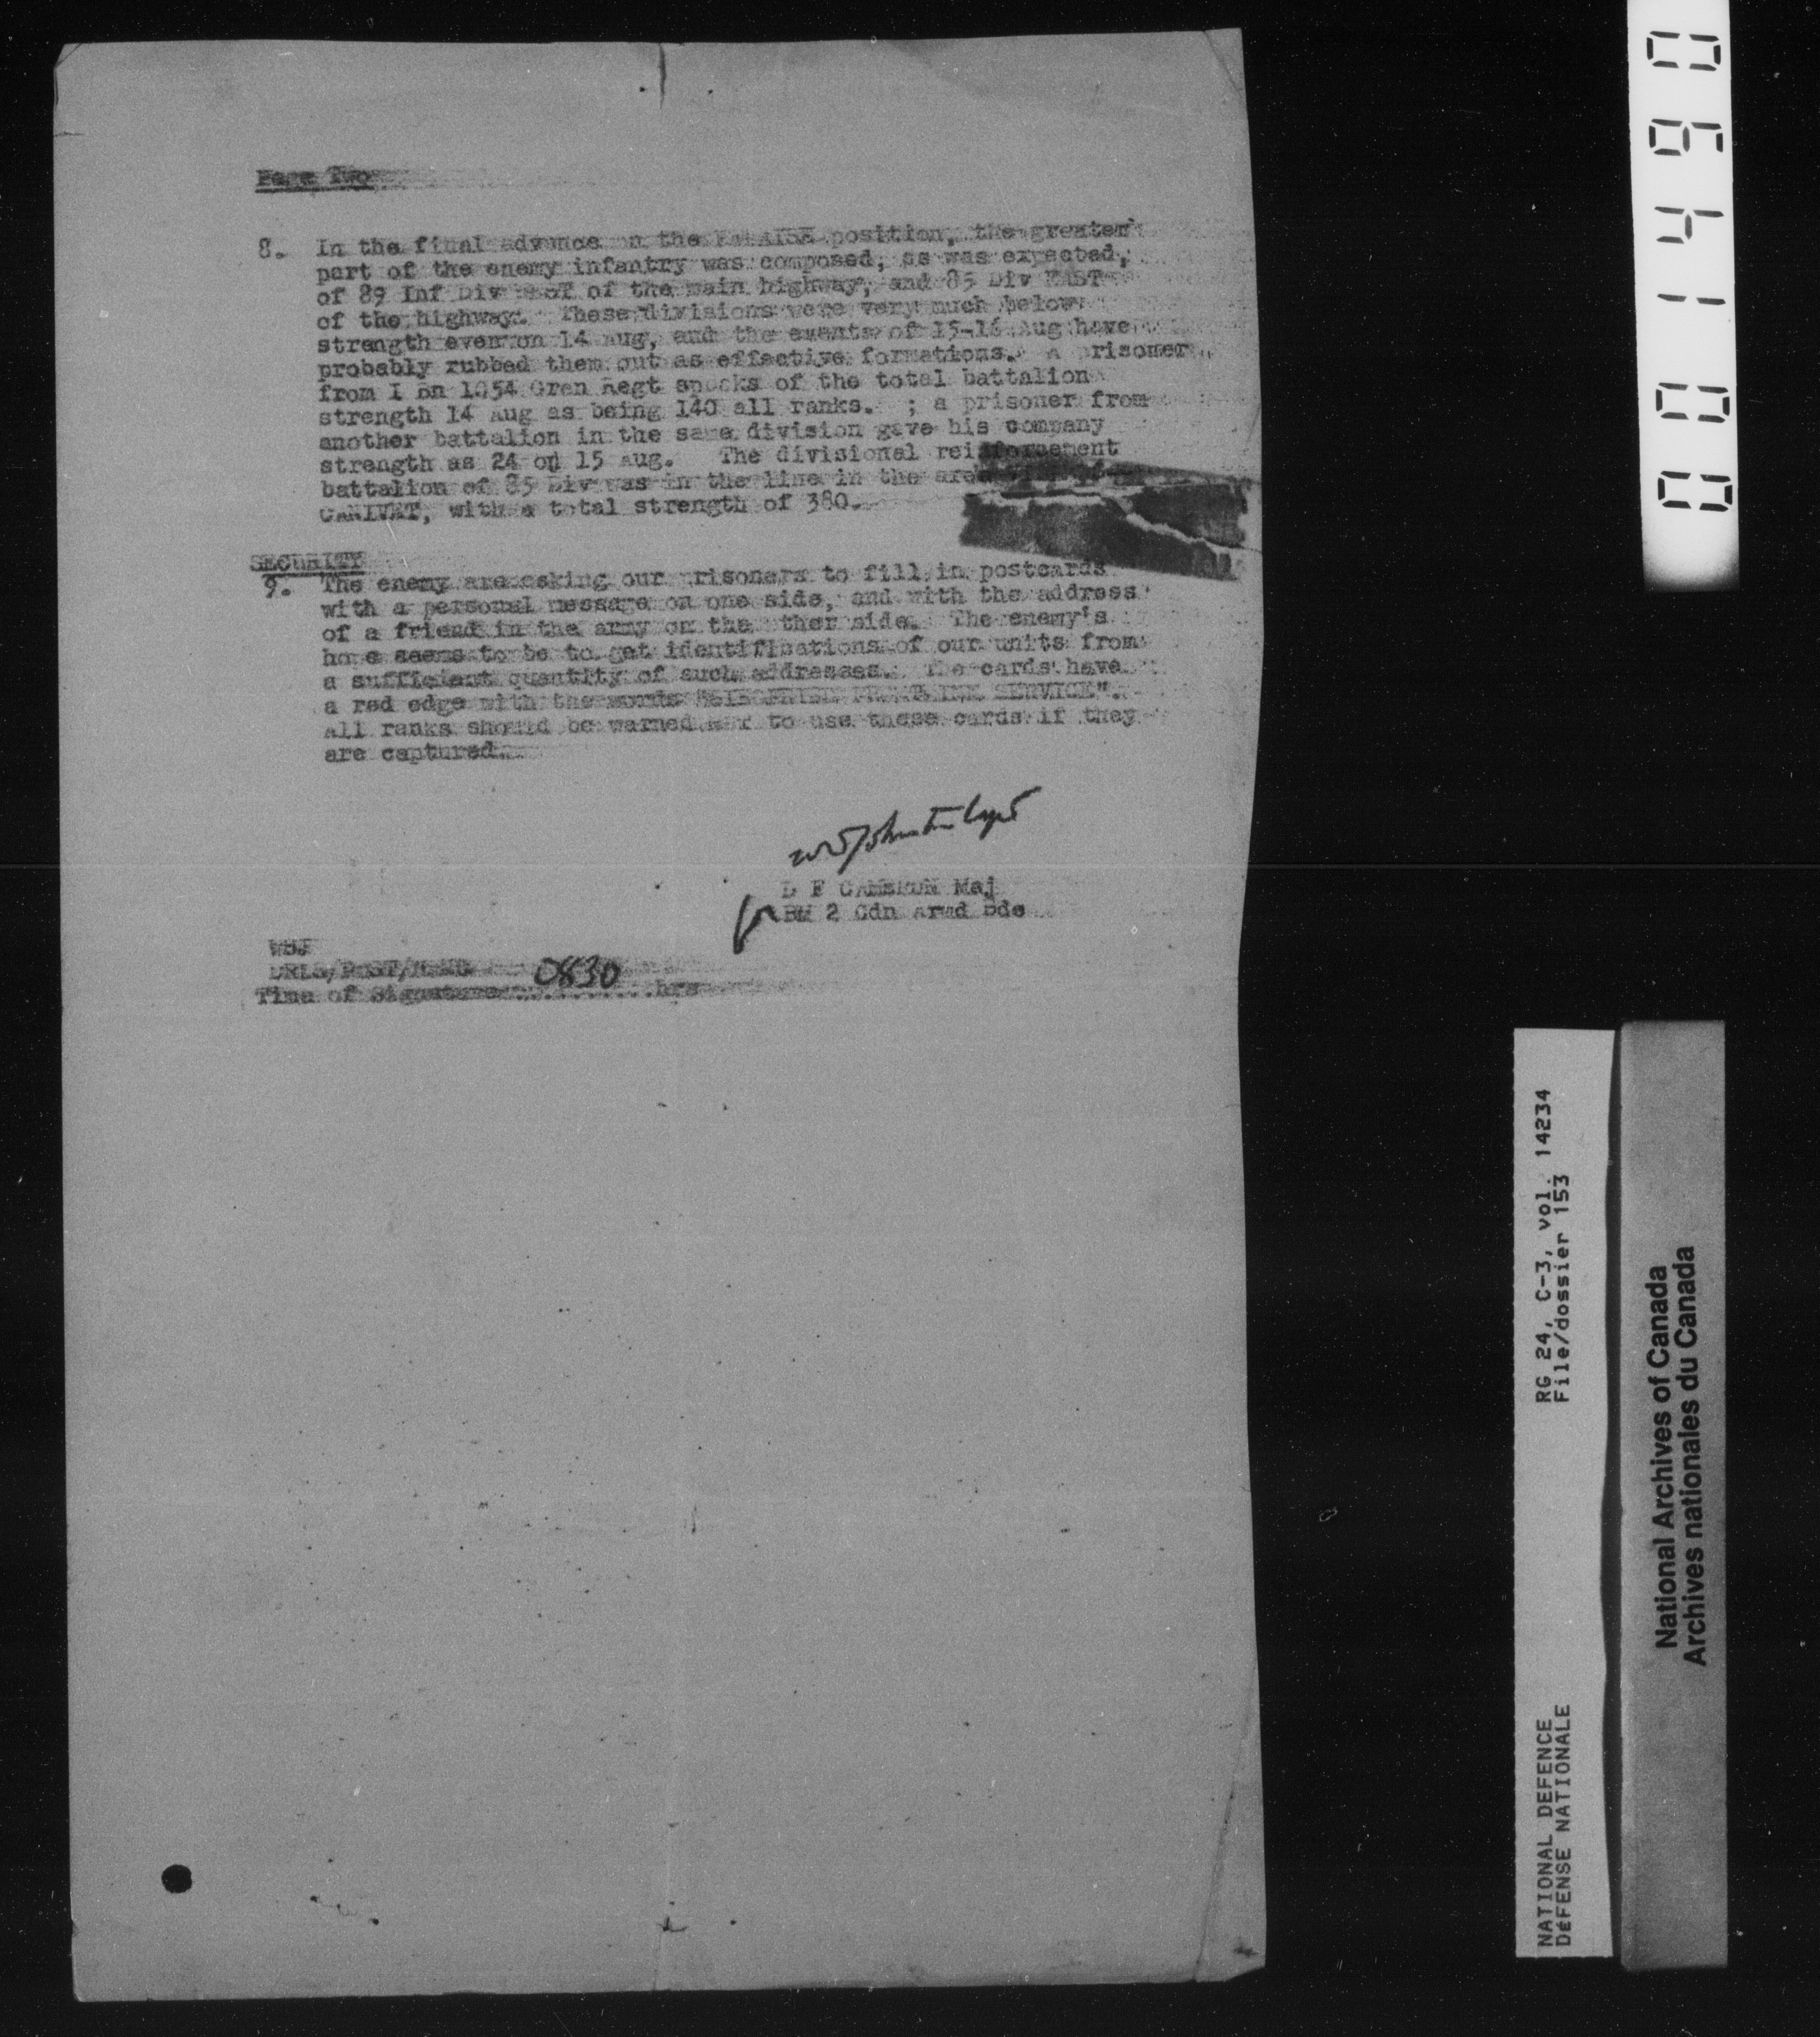 Page Two
8. In the final advance on the FALAISE position, the greater
part of the enemy infantry was composed, as was expected,
of 89 Inf Div of the main highway, and 85 Div EAST
of the highway. These divisions were very much below
strength even on 14 Aug, and the events of 15-16 Aug have
probably rubbed them out as effective formations. A prisoner
from I Bn 1054 Gren Regt speaks of the total battalion
strength 14 Aug as being 140 all ranks. ; a prisoner from
another battalion in the same division gave his company
strength as 24 on 15 Aug. The divisional reinforcement
battalion of 85 Div was in the line in the area
CANIVET, with a total strength of 380.
SECURITY
9. The enemy are asking our prisoners to fill in postcards
with a personal message on one side, and with the address
of a friend in the army on the other side. The enemy's
hope seems to be to get identifications of our units from
a sufficient quantity of such addresses. The cards have
a red edge with the words SERVICE".
All ranks should be warned NOT to use these cards if they
are captured.
D F CAMERON Maj
BM 2 Cdn Armd Bde
WBJ
Time of Signature 0830 hrs
0041490
RG 24, C-3, vol. 14234
File/dossier 153
NATIONAL DEFENCE
DéFENSE NATIONALE
National Archives of Canada
Archives nationales du Canada